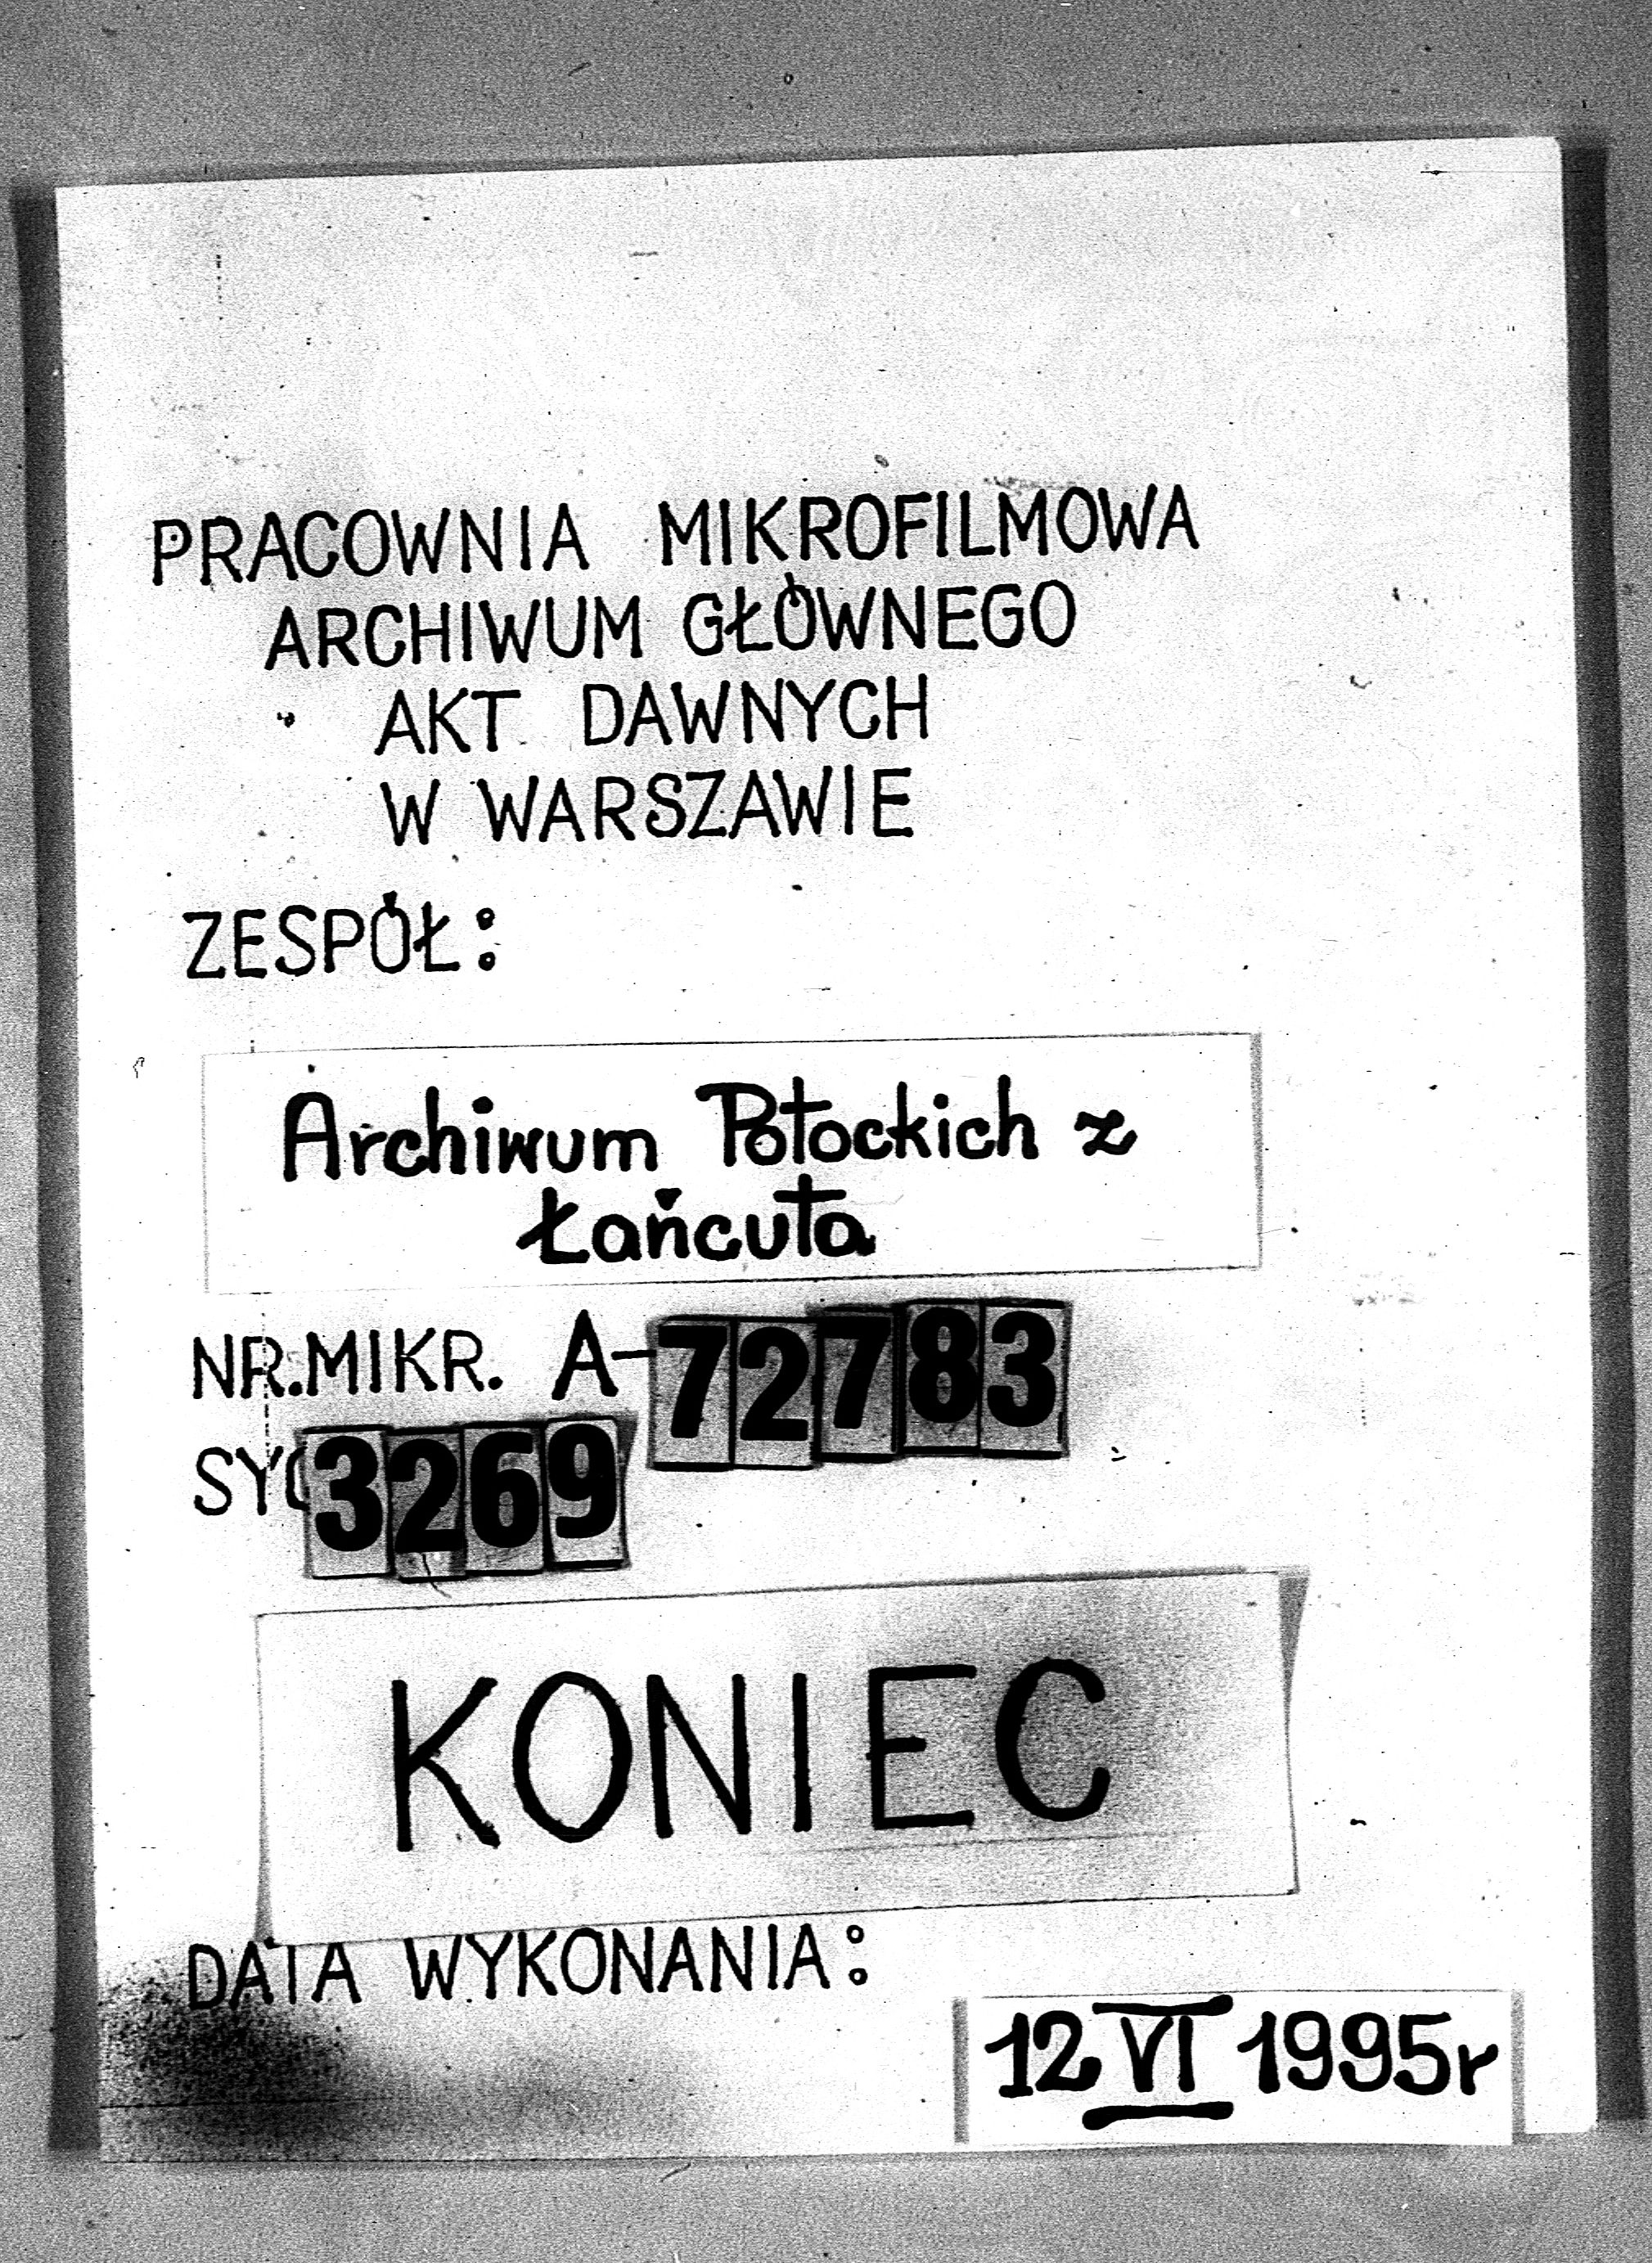 PRACOWNIA MIKROFILMOWA
ARCHIWUM GŁÓWNEGO
AKT DAWNYCH
W WARSZAWIE
ZESPÓŁ:
Archiwum Potockich z
Łańcuta
NR.MIKR. A-72783
SYG 3269
KONIEC
DATA WYKONANIA:
12 VI 1995r